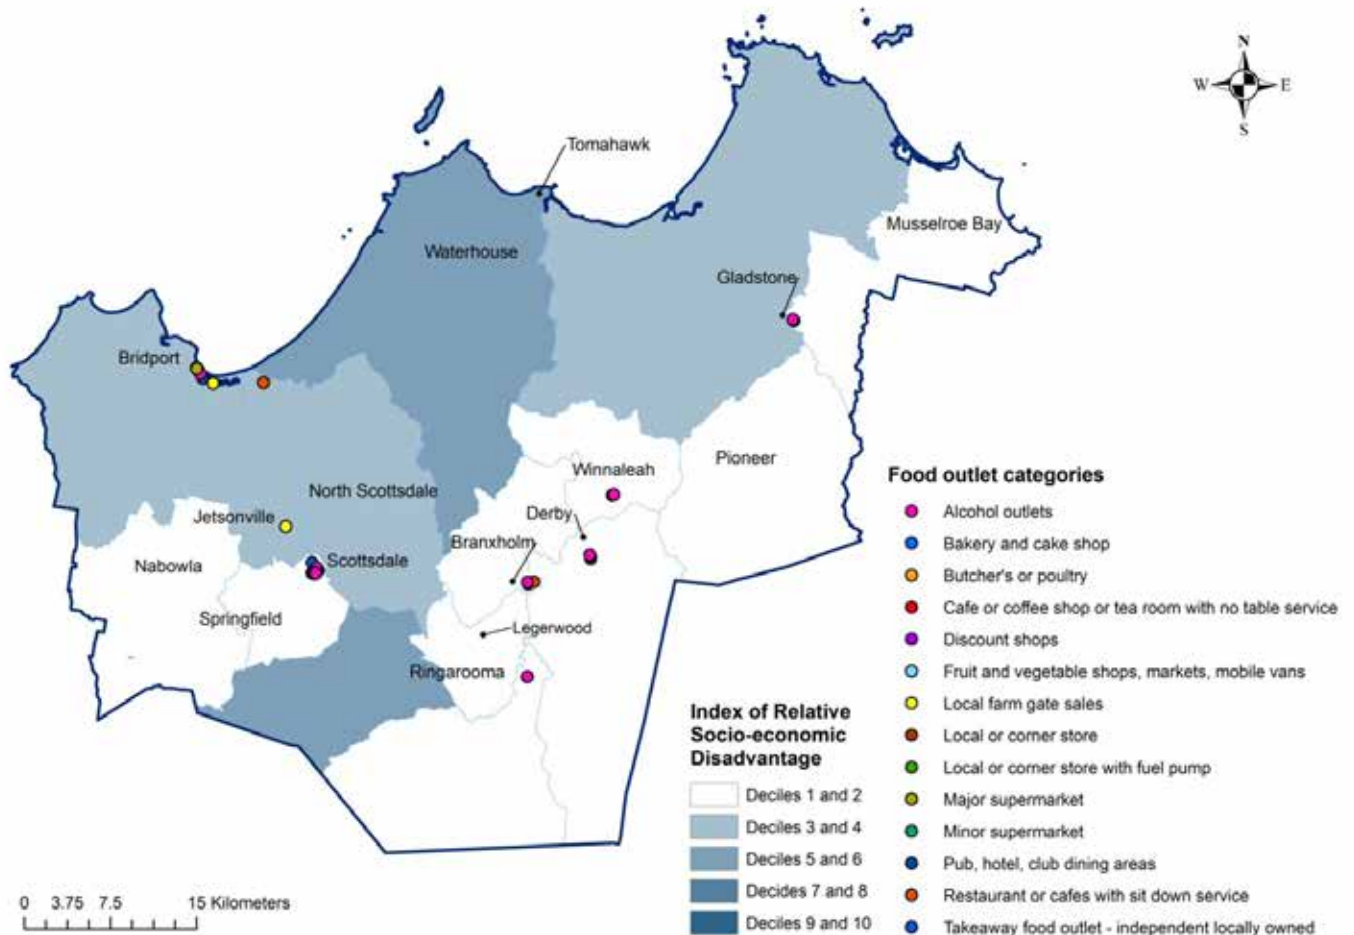 N
W E
S
Tomahawk
Musselroe Bay
Waterhouse
Gladstone
Bridport
Pioneer
Winnaleah
North Scottsdale
Jetsonville
Derby
Branxholm
Scottsdale
Nabowla
Springfield
Legerwood
Ringarooma
Food outlet categories
Alcohol outlets
Bakery and cake shop
Butcher's or poultry
Cafe or coffee shop or tea room with no table service
Discount shops
Fruit and vegetable shops, markets, mobile vans
Local farm gate sales
Local or corner store
Local or corner store with fuel pump
Major supermarket
Minor supermarket
Pub, hotel, club dining areas
Restaurant or cafes with sit down service
Takeaway food outlet - independent locally owned
Index of Relative
Socio-economic
Disadvantage
Deciles 1 and 2
Deciles 3 and 4
Deciles 5 and 6
Decides 7 and 8
Deciles 9 and 10
0 3.75 7.5 15 Kilometers